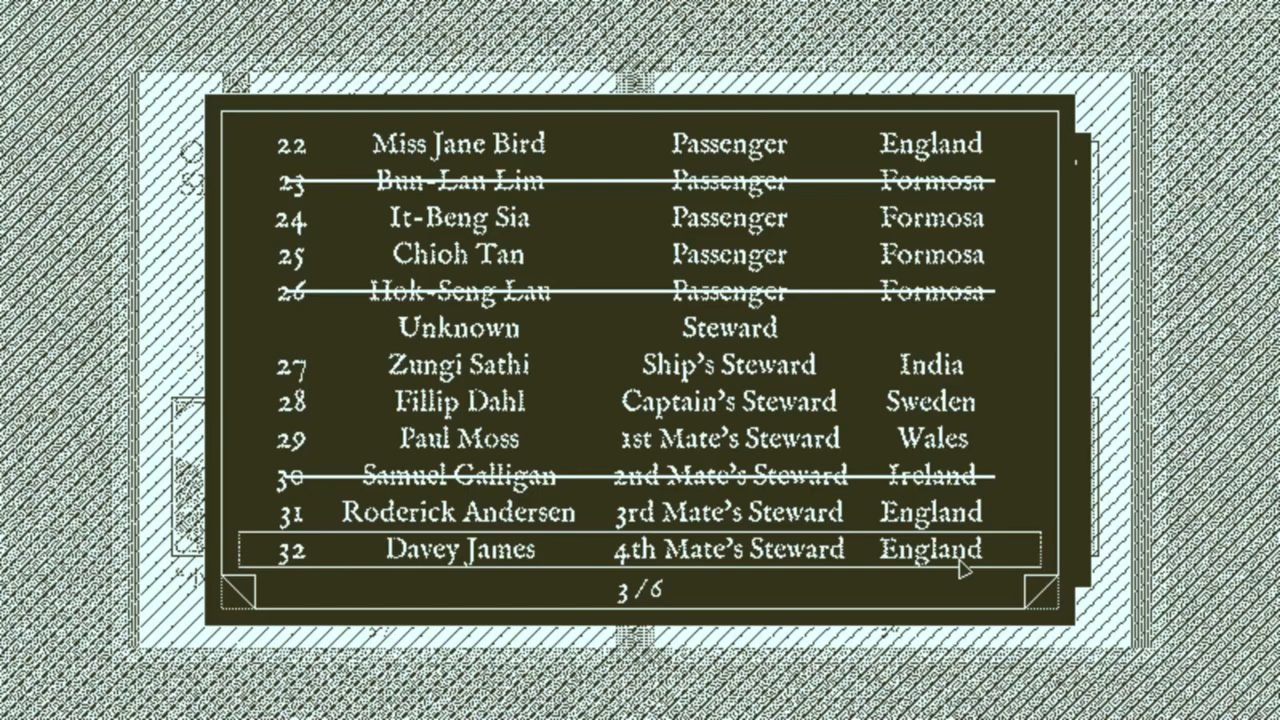 22 Miss Jane Bird Passenger England
23 Bun-Lan Lim Passenger Formosa
24 It-Beng Sia Passenger Formosa
25 Chioh Tan Passenger Formosa
26 Hok-Seng Lau Passenger Formosa
Unknown Steward
27 Zungi Sathi Ship's Steward India
28 Fillip Dahl Captain's Steward Sweden
29 Paul Moss 1st Mate's Steward Wales
30 Samuel Galligan 2nd Mate's Steward Ireland
31 Roderick Andersen 3rd Mate's Steward England
32 Davey James 4th Mate's Steward England
3/6